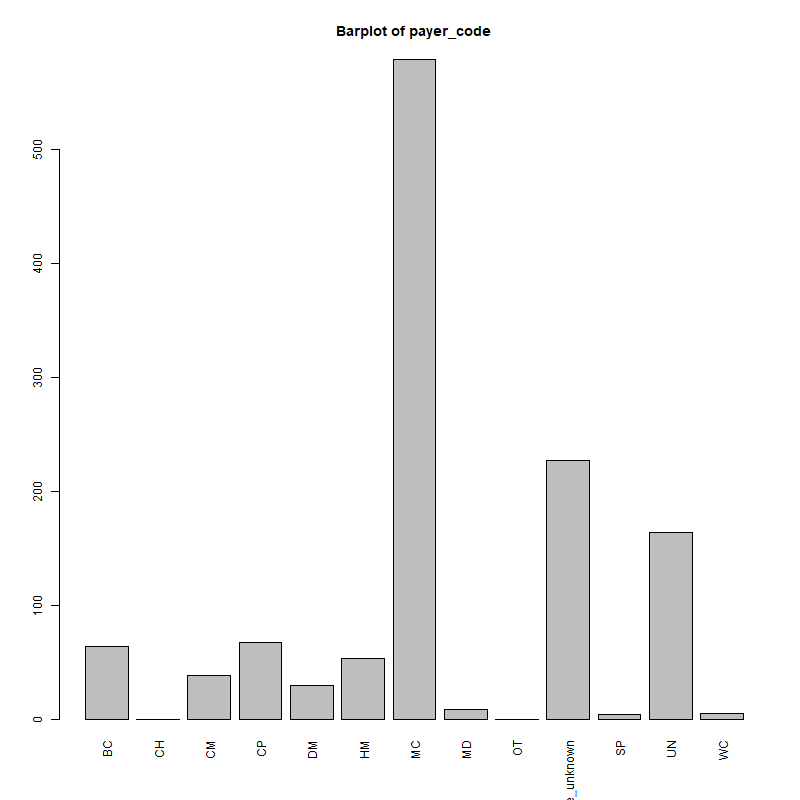 Barplot of payer_code
500
400
300
200
100
0
BC
CH
CM
CP
DM
HM
MC
MD
OT
e_unknown
SP
UN
WC